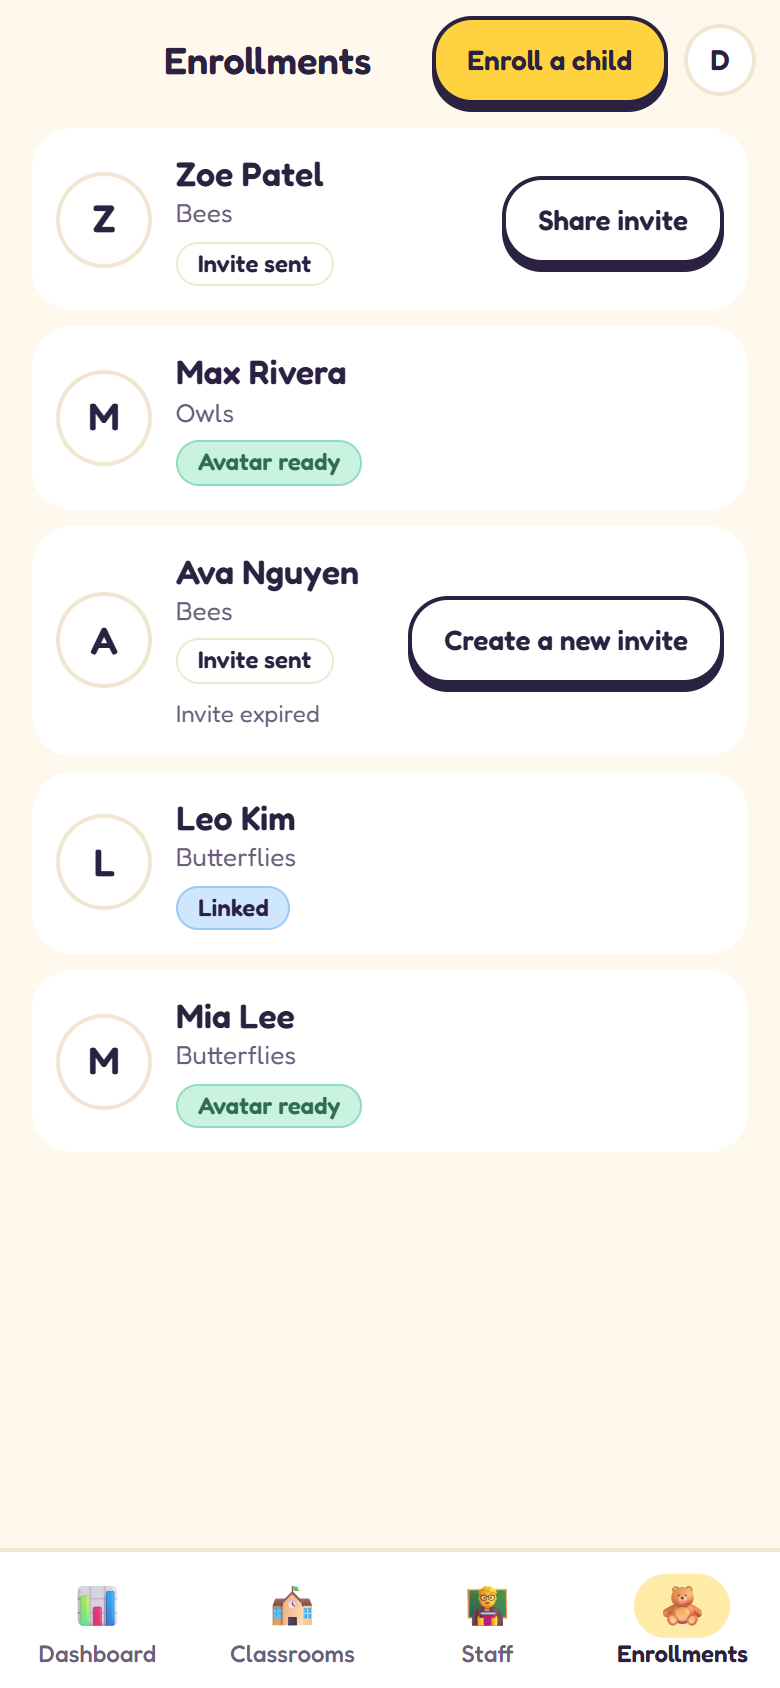 Enrollments
Enroll a child
D
Z
Zoe Patel
Bees
Invite sent
Share invite
M
Max Rivera
Owls
Avatar ready
A
Ava Nguyen
Bees
Invite sent
Invite expired
Create a new invite
L
Leo Kim
Butterflies
Linked
M
Mia Lee
Butterflies
Avatar ready
Dashboard
Classrooms
Staff
Enrollments